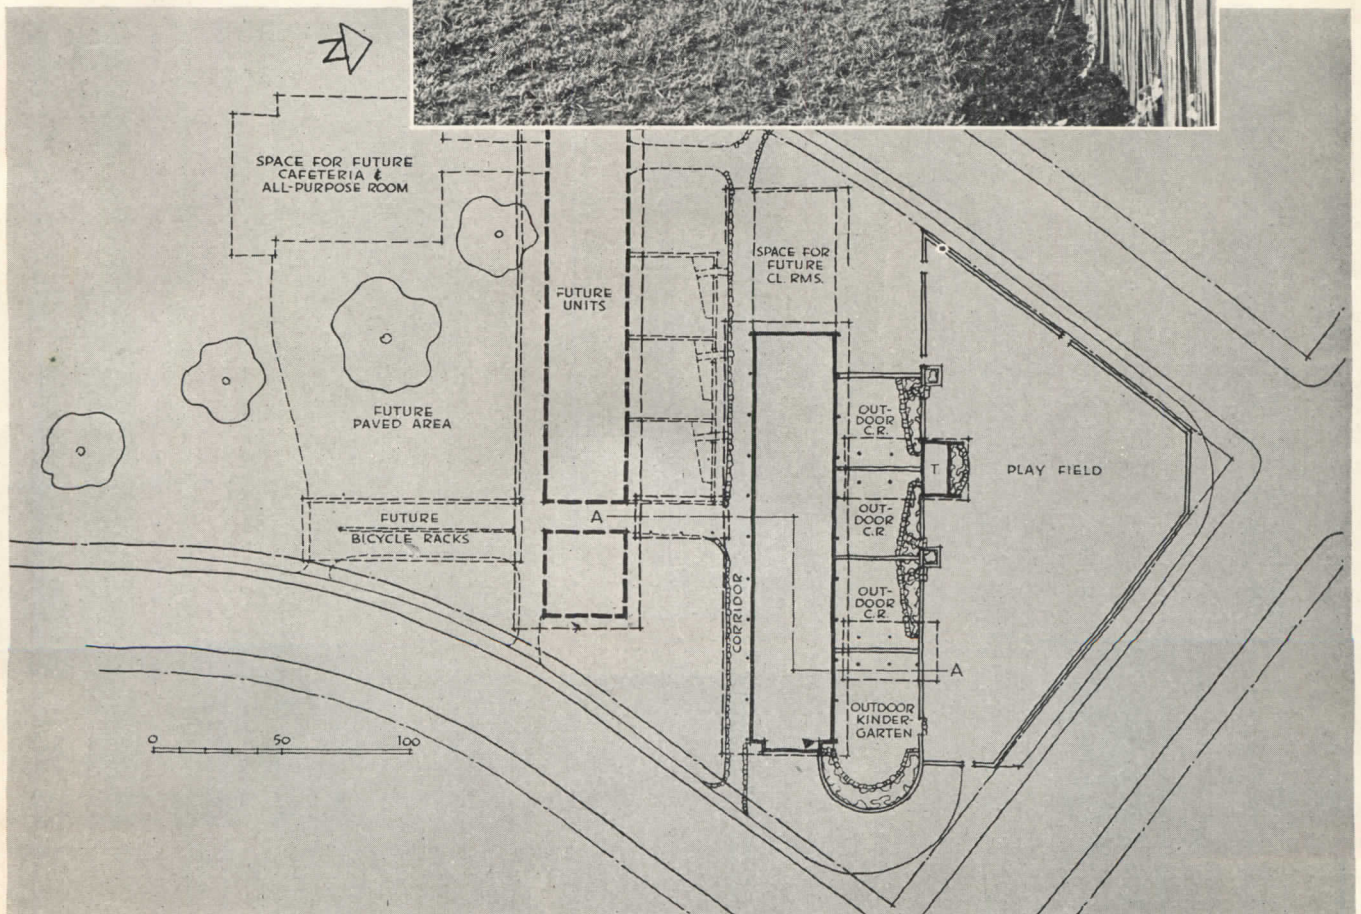 N
SPACE FOR FUTURE
CAFETERIA &
ALL-PURPOSE ROOM
SPACE FOR
FUTURE
CL. RMS.
FUTURE
UNITS
FUTURE
PAVED AREA
OUT-
DOOR
C.R.
T
PLAY FIELD
FUTURE
BICYCLE RACKS
A
OUT-
DOOR
C.R
OUT-
DOOR
C.R.
CORRIDOR
A
OUTDOOR
KINDER-
GARTEN
0 50 100